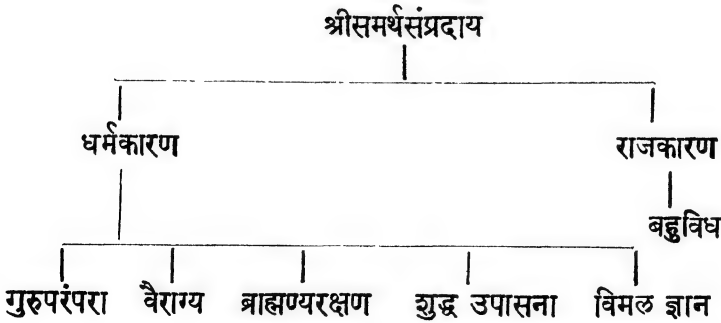 श्रीसमर्थसंप्रदाय
धर्मकारण राजकारण
बहुविध
गुरुपरंपरा वैराग्य ब्राह्मण्यरक्षण शुद्ध उपासना विमल ज्ञान